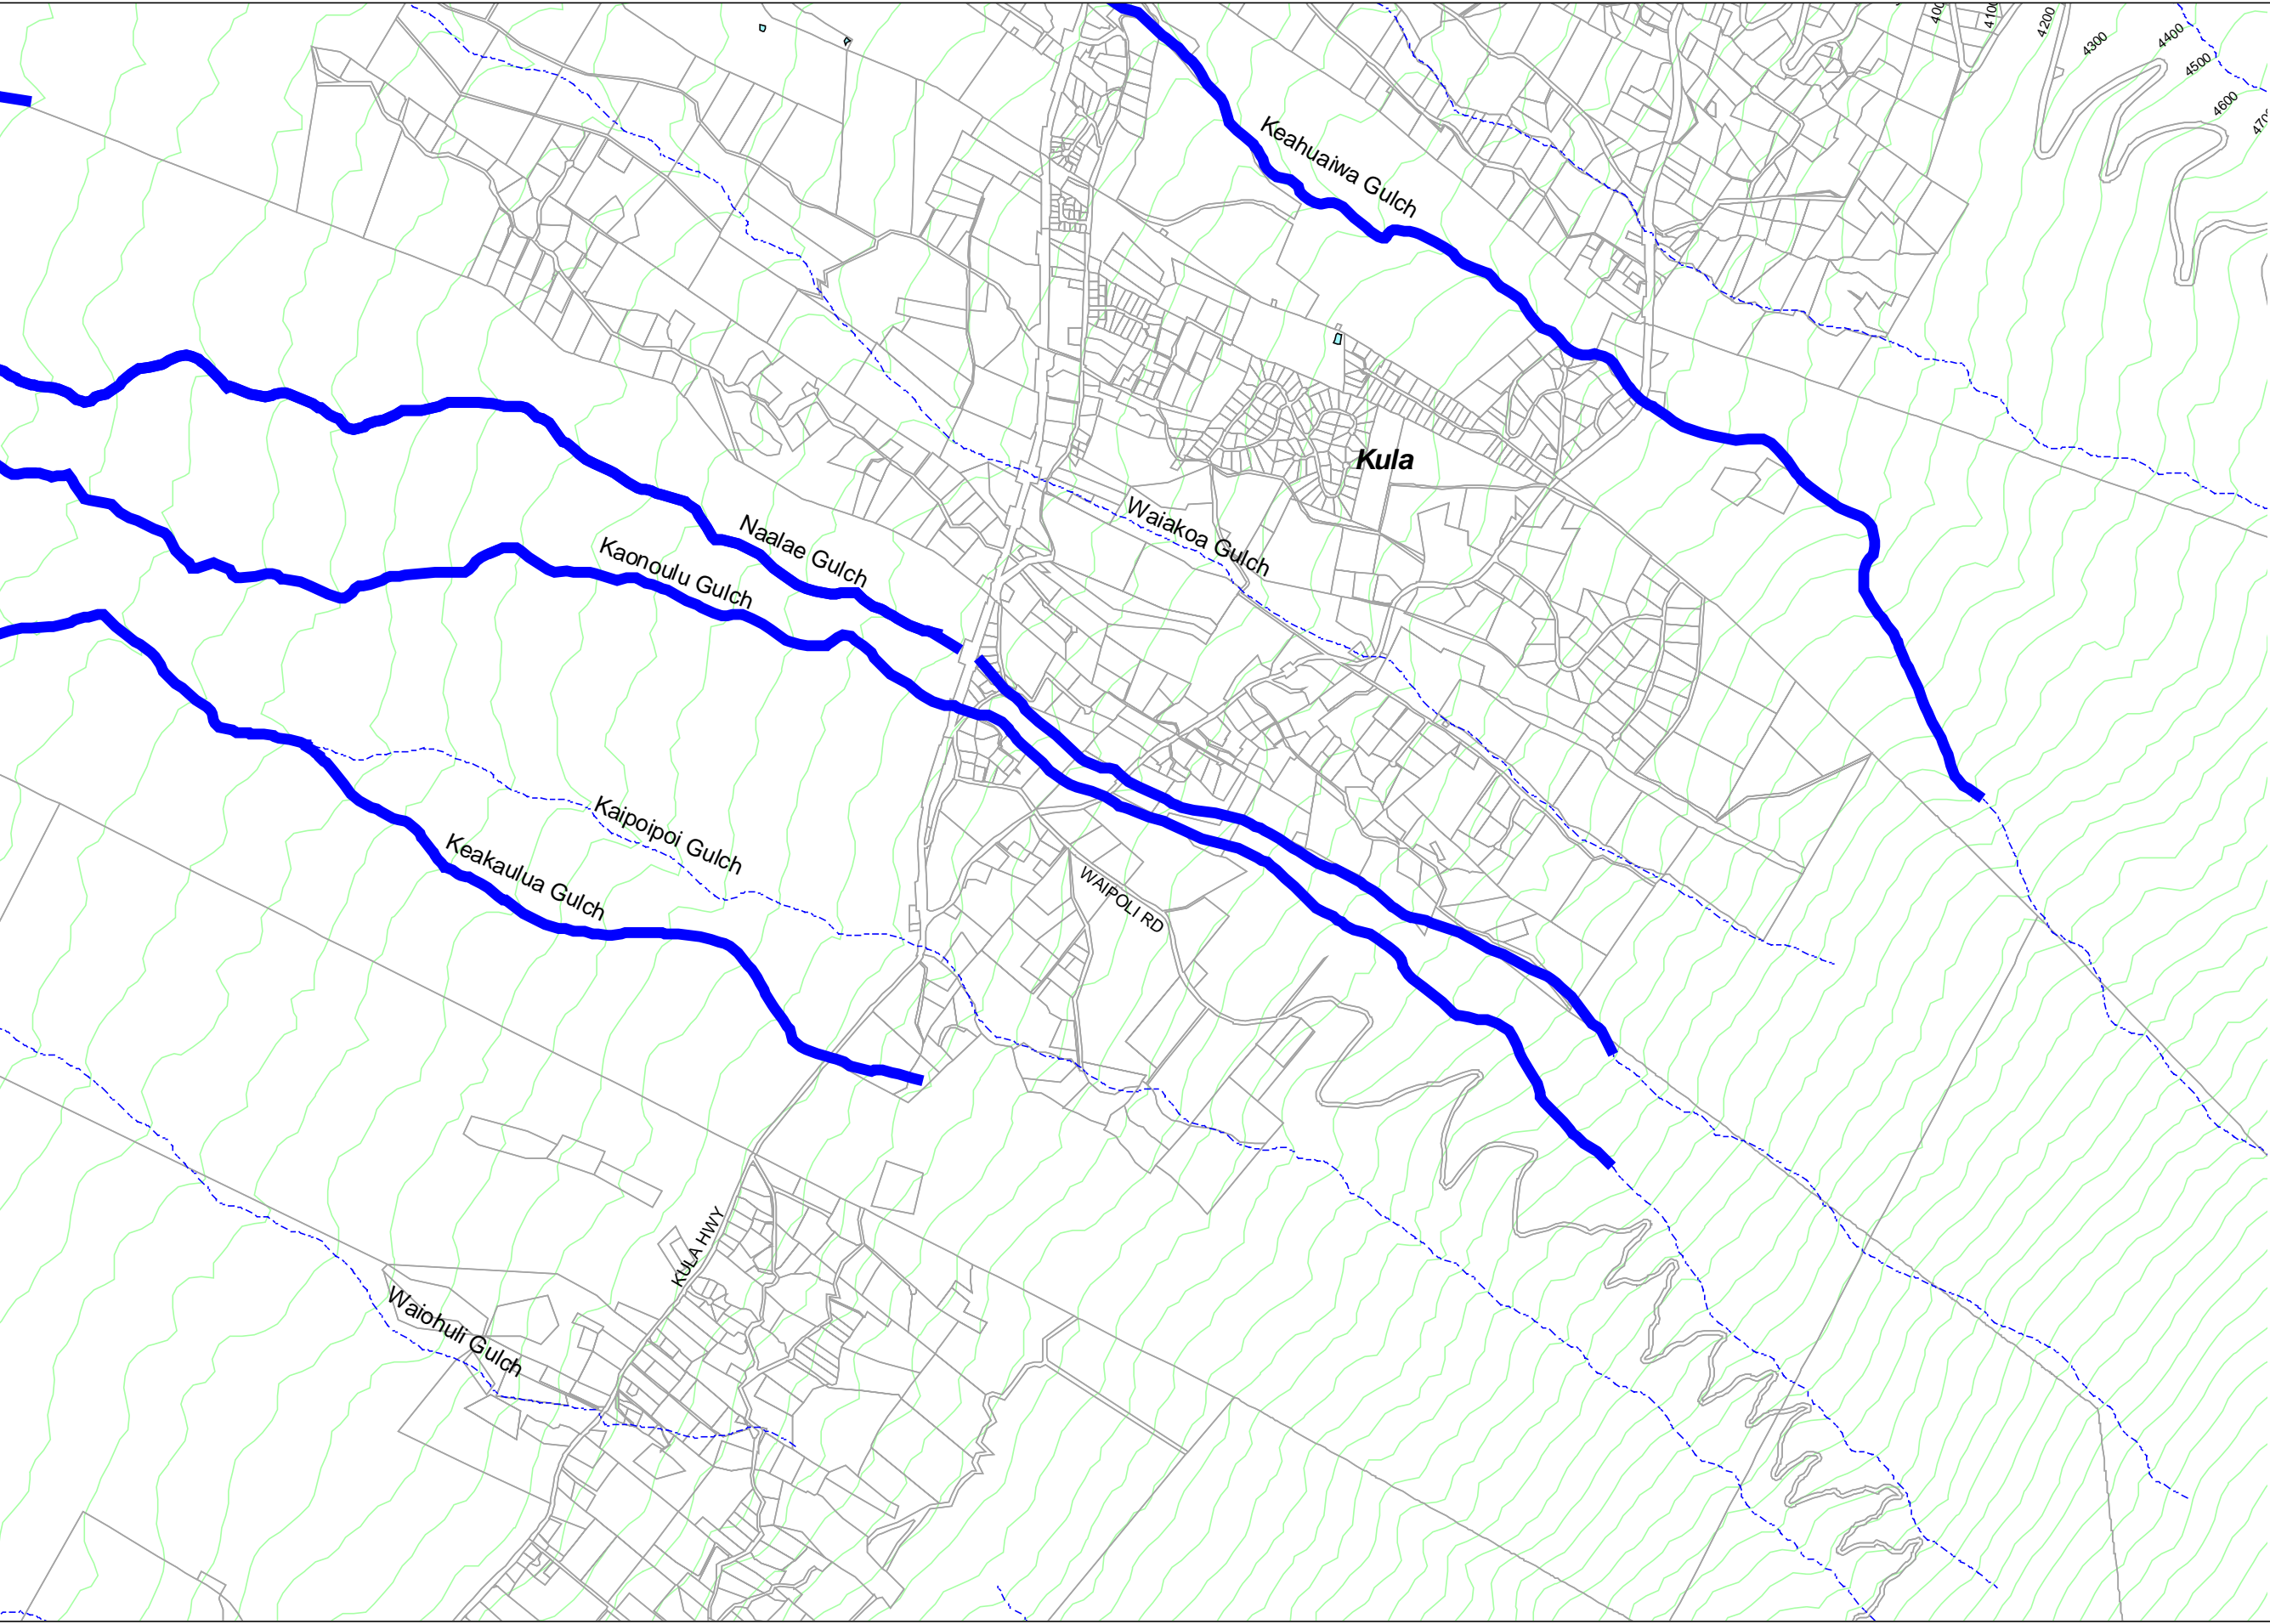 4100
4200
4300
4400
4500
4600
Keahuaiwa Gulch
Kula
Waiakoa Gulch
Naalae Gulch
Kaonoulu Gulch
Kaipoipoi Gulch
Keakaulua Gulch
WAIPOLI RD
KULA HWY
Waiohuli Gulch